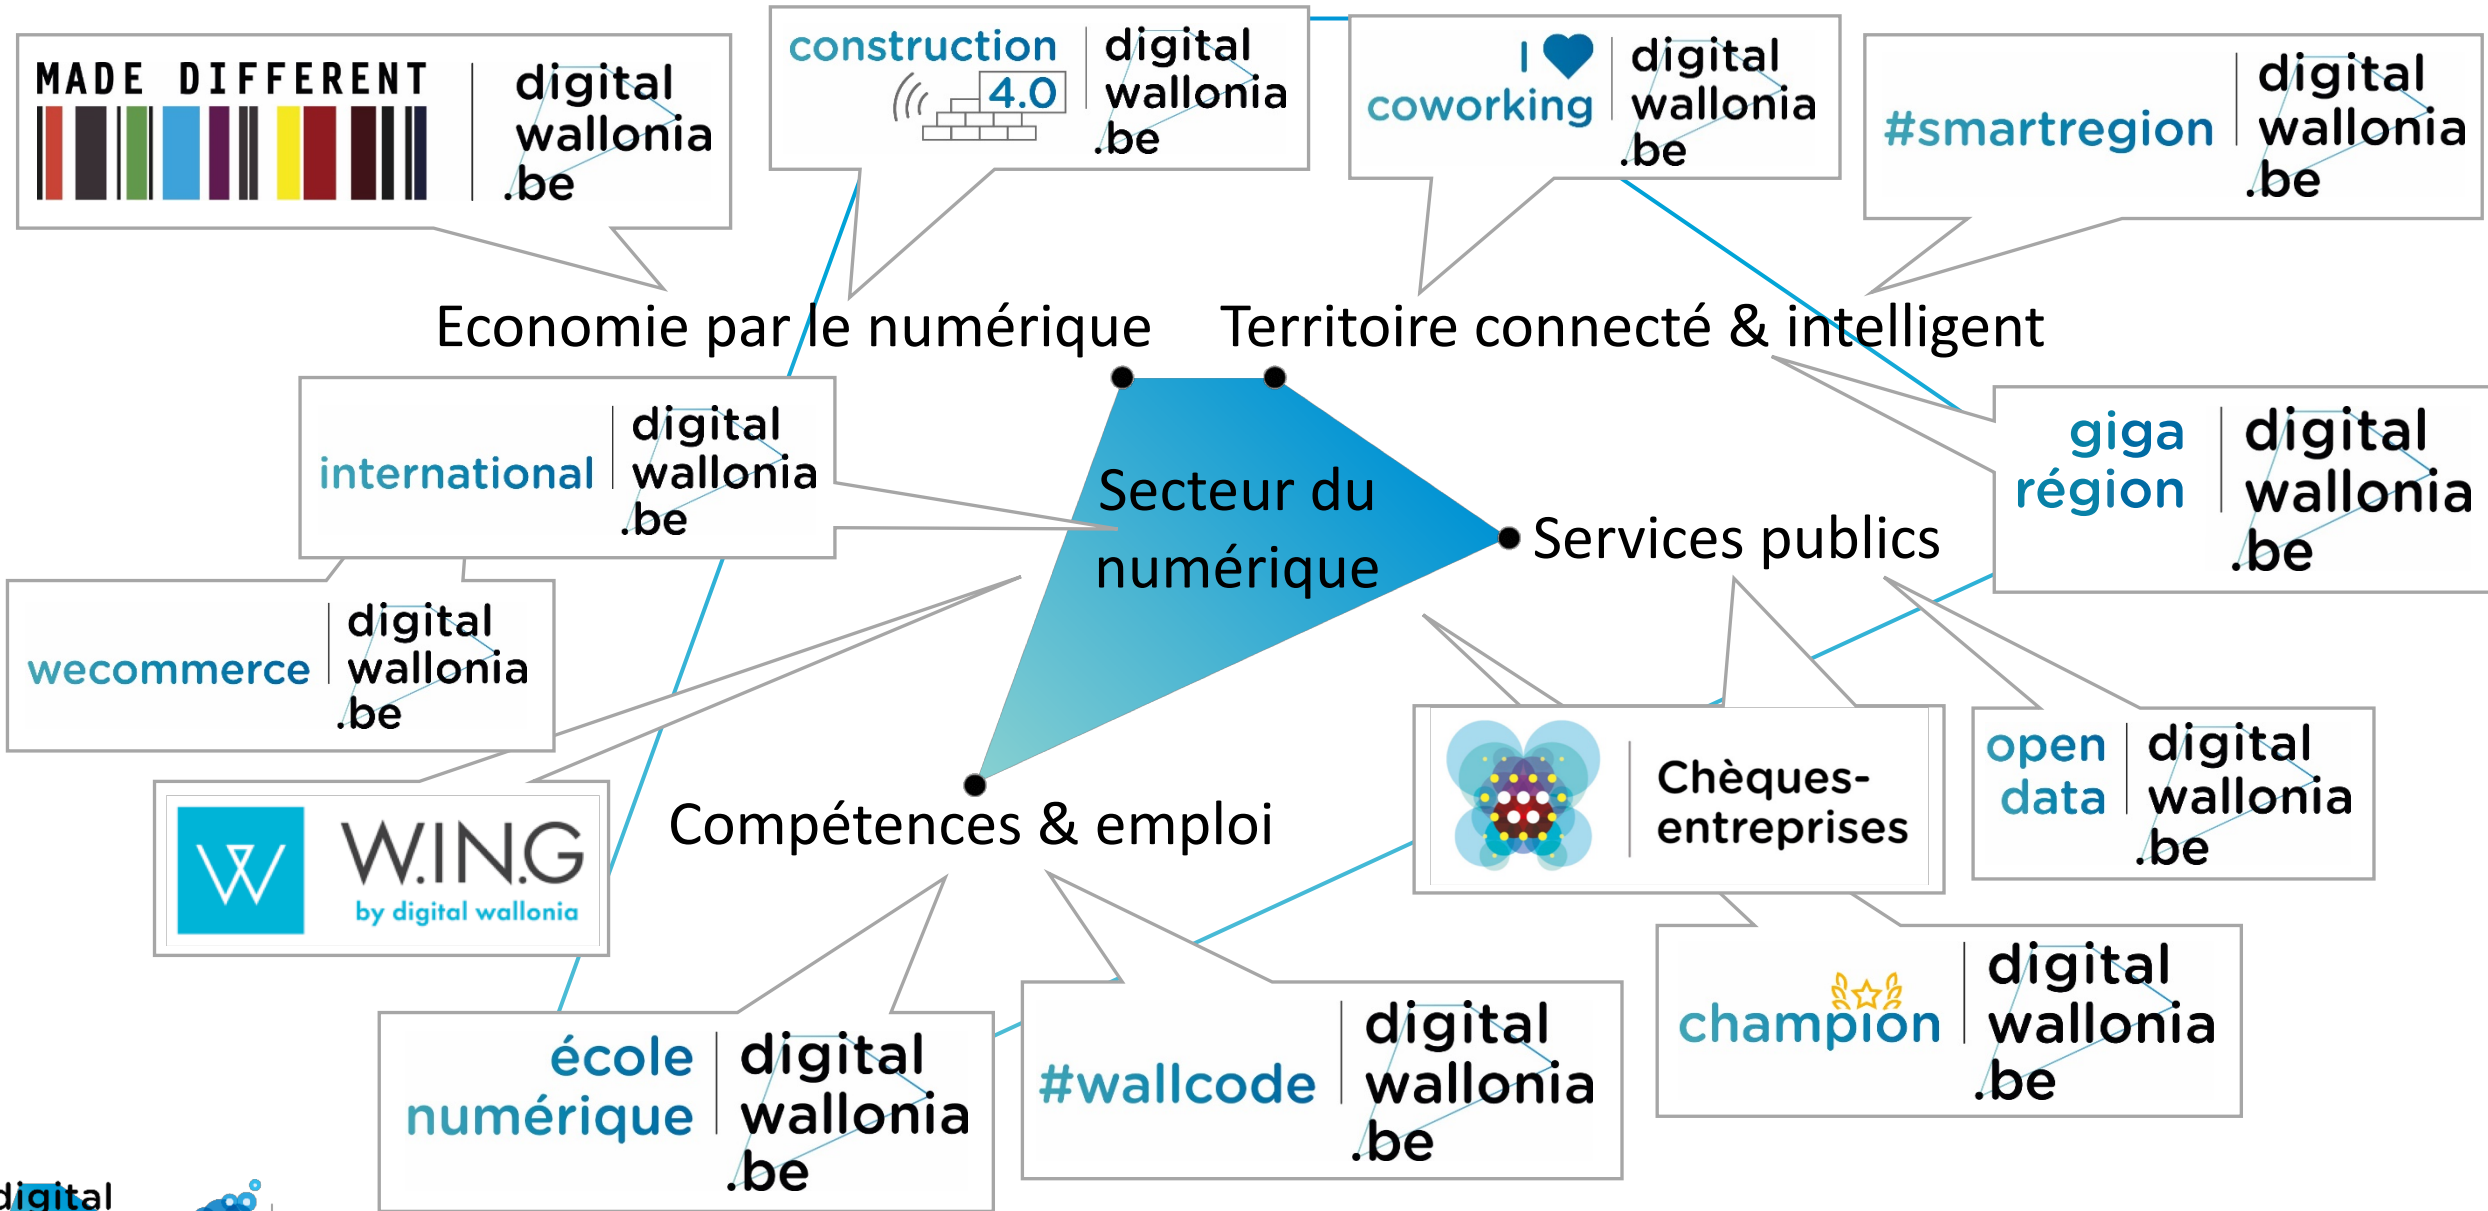 MADE DIFFERENT
digital
wallonia
.be
construction
4.0
digital
wallonia
.be
I
coworking
digital
wallonia
.be
#smartregion
digital
wallonia
.be
Economie par le numérique
Territoire connecté & intelligent
international
digital
wallonia
.be
Secteur du
numérique
Services publics
giga
région
digital
wallonia
.be
wecommerce
digital
wallonia
.be
W.IN.G
by digital wallonia
Compétences & emploi
Chèques-
entreprises
open
data
digital
wallonia
.be
école
numérique
digital
wallonia
.be
#wallcode
digital
wallonia
.be
champion
digital
wallonia
.be
digital